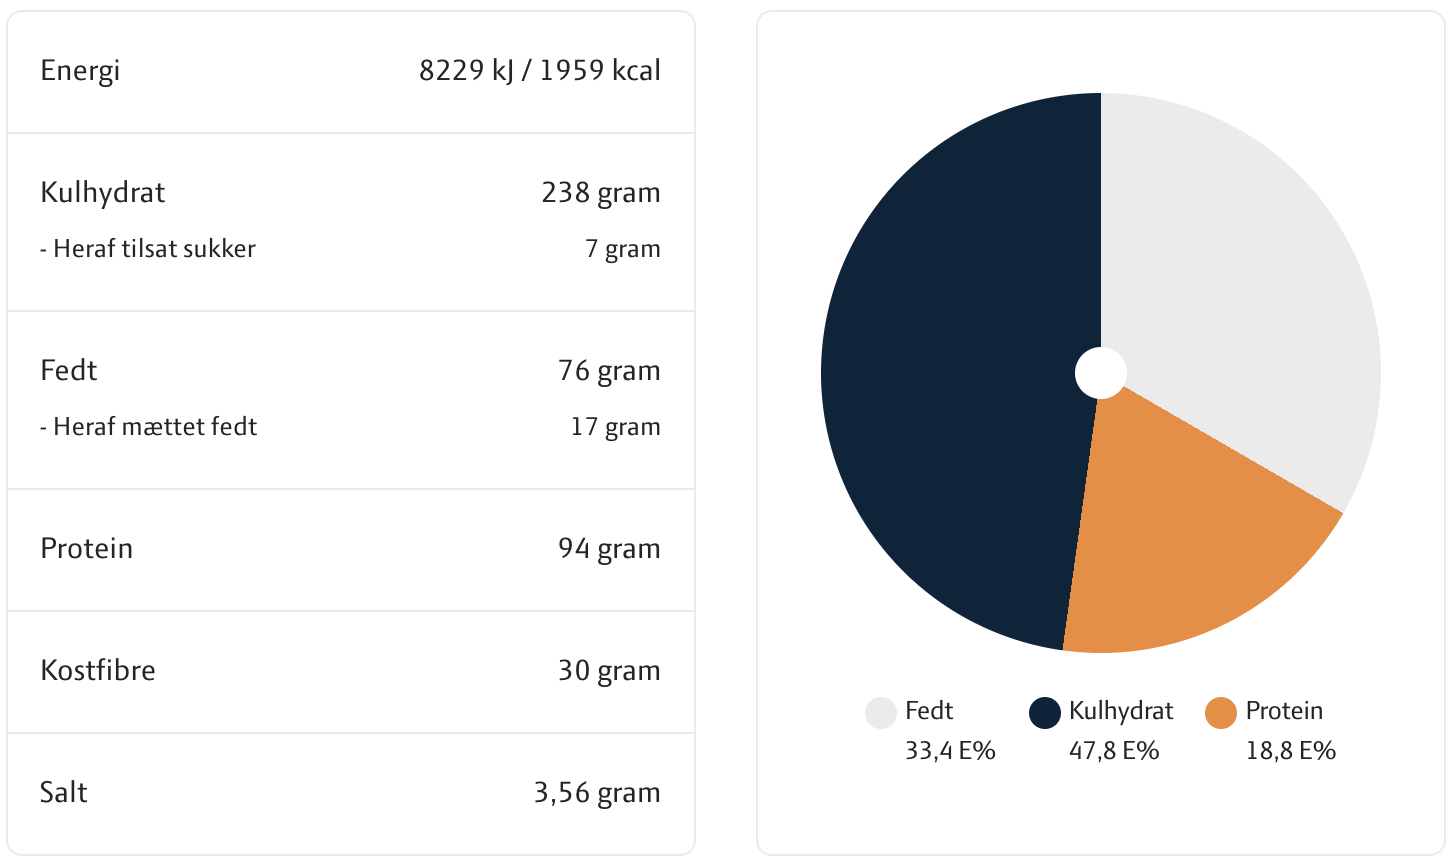 Energi 8229 kJ / 1959 kcal
Kulhydrat 238 gram
- Heraf tilsat sukker 7 gram
Fedt 76 gram
- Heraf mættet fedt 17 gram
Protein 94 gram
Kostfibre 30 gram
Salt 3,56 gram
Fedt Kulhydrat Protein
33,4 E% 47,8 E% 18,8 E%